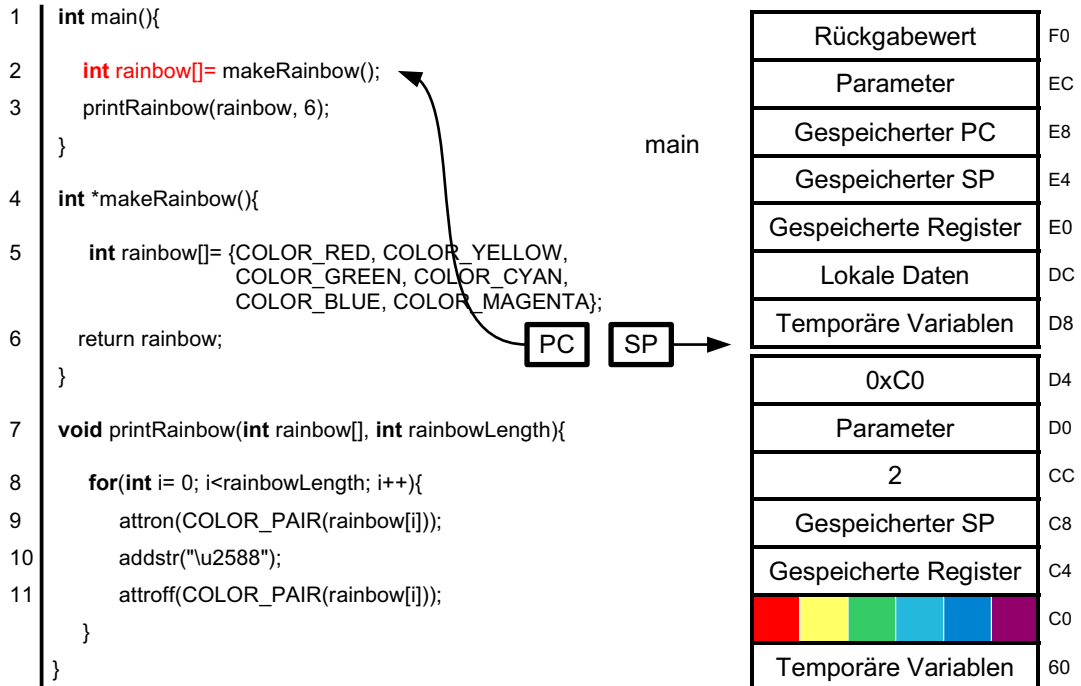 1 int main(){
2 int rainbow[]= makeRainbow();
3 printRainbow(rainbow, 6);
}
4 int *makeRainbow(){
5 int rainbow[]= {COLOR_RED, COLOR_YELLOW,
COLOR_GREEN, COLOR_CYAN,
COLOR_BLUE, COLOR_MAGENTA};
6 return rainbow;
}
7 void printRainbow(int rainbow[], int rainbowLength){
8 for(int i= 0; i<rainbowLength; i++){
9 attron(COLOR_PAIR(rainbow[i]));
10 addstr("\u2588");
11 attroff(COLOR_PAIR(rainbow[i]));
}
}
PC SP
main
Rückgabewert F0
Parameter EC
Gespeicherter PC E8
Gespeicherter SP E4
Gespeicherte Register E0
Lokale Daten DC
Temporäre Variablen D8
0xC0 D4
Parameter D0
2 CC
Gespeicherter SP C8
Gespeicherte Register C4
C0
Temporäre Variablen 60